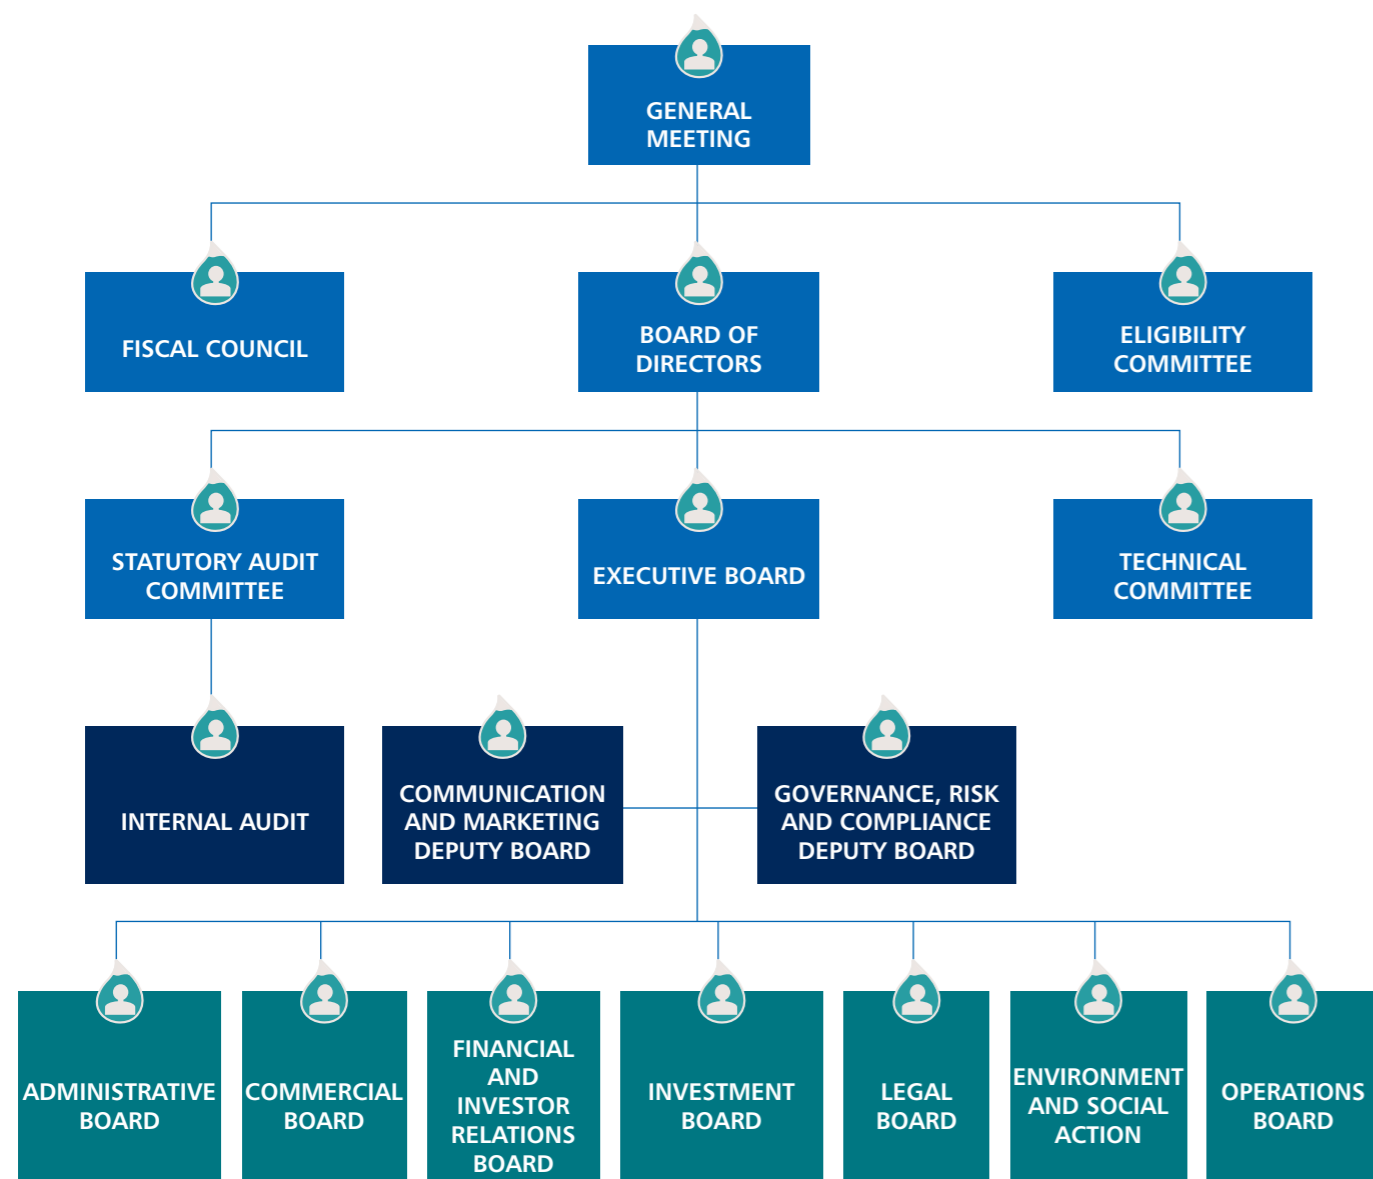 GENERAL
MEETING
FISCAL COUNCIL
BOARD OF
DIRECTORS
ELIGIBILITY
COMMITTEE
STATUTORY AUDIT
COMMITTEE
EXECUTIVE BOARD
TECHNICAL
COMMITTEE
INTERNAL AUDIT
COMMUNICATION
AND MARKETING
DEPUTY BOARD
GOVERNANCE, RISK
AND COMPLIANCE
DEPUTY BOARD
ADMINISTRATIVE
BOARD
COMMERCIAL
BOARD
FINANCIAL
AND
INVESTOR
RELATIONS
BOARD
INVESTMENT
BOARD
LEGAL
BOARD
ENVIRONMENT
AND SOCIAL
ACTION
OPERATIONS
BOARD